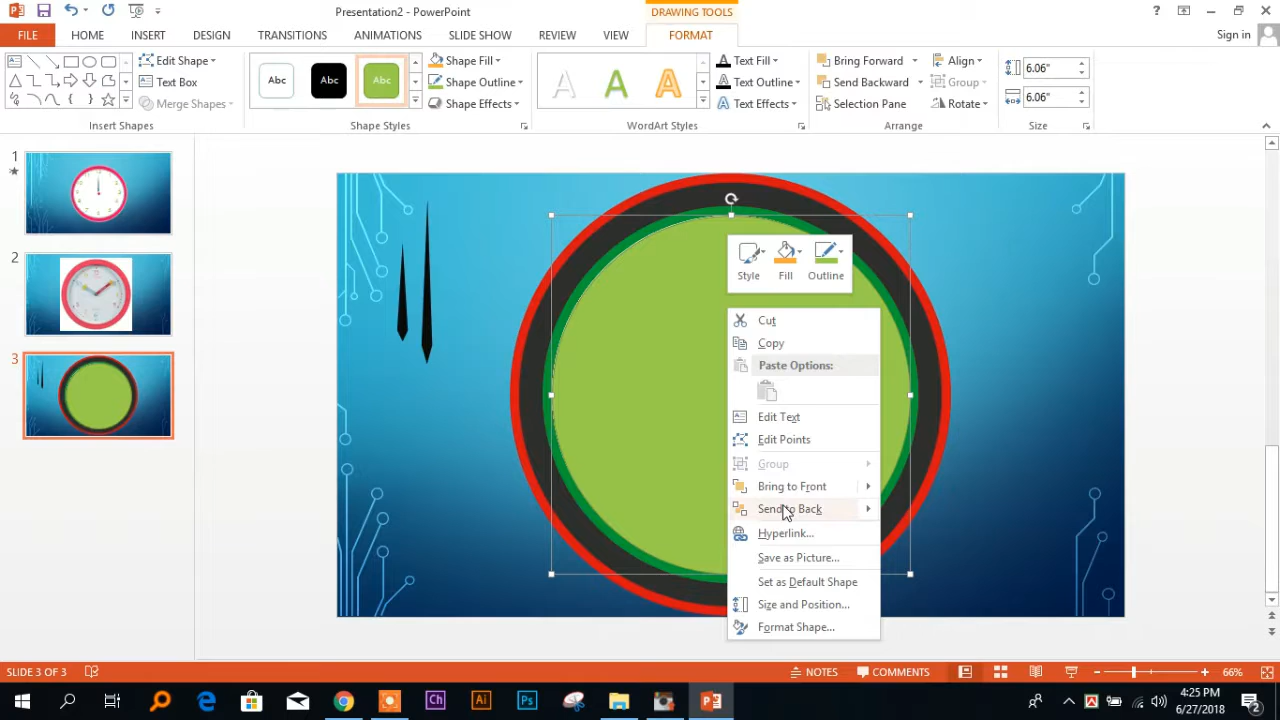 Presentation2 - PowerPoint
DRAWING TOOLS
?
FILE
HOME
INSERT
DESIGN
TRANSITIONS
ANIMATIONS
SLIDE SHOW
REVIEW
VIEW
FORMAT
Sign in
Edit Shape
Text Box
Merge Shapes
Insert Shapes
Abc
Abc
Abc
Shape Fill
Shape Outline
Shape Effects
Shape Styles
A
A
A
Text Fill
Text Outline
Text Effects
WordArt Styles
Bring Forward
Send Backward
Selection Pane
Align
Group
Rotate
Arrange
6.06"
6.06"
Size
1
2
3
Style
Fill
Outline
Cut
Copy
Paste Options:
Edit Text
Edit Points
Group
Bring to Front
Send to Back
Hyperlink...
Save as Picture...
Set as Default Shape
Size and Position...
Format Shape...
SLIDE 3 OF 3
NOTES
COMMENTS
66%
Ch
Ai
Ps
4:25 PM
6/27/2018
2